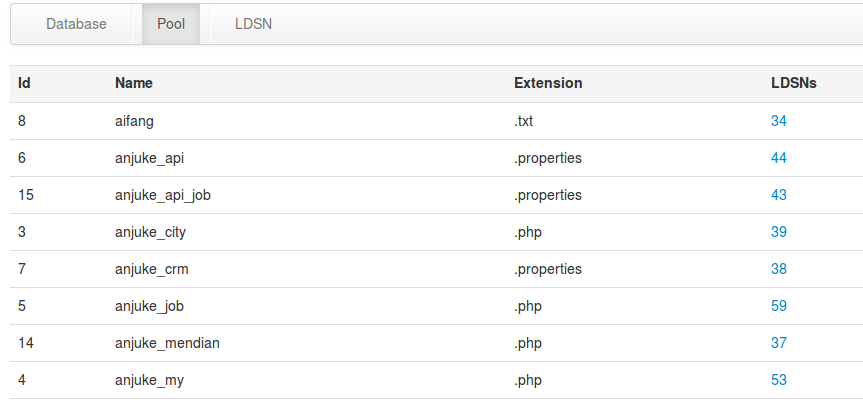 Database Pool LDSN
Id Name Extension LDSNs
8 aifang .txt 34
6 anjuke_api .properties 44
15 anjuke_api_job .properties 43
3 anjuke_city .php 39
7 anjuke_crm .properties 38
5 anjuke_job .php 59
14 anjuke_mendian .php 37
4 anjuke_my .php 53